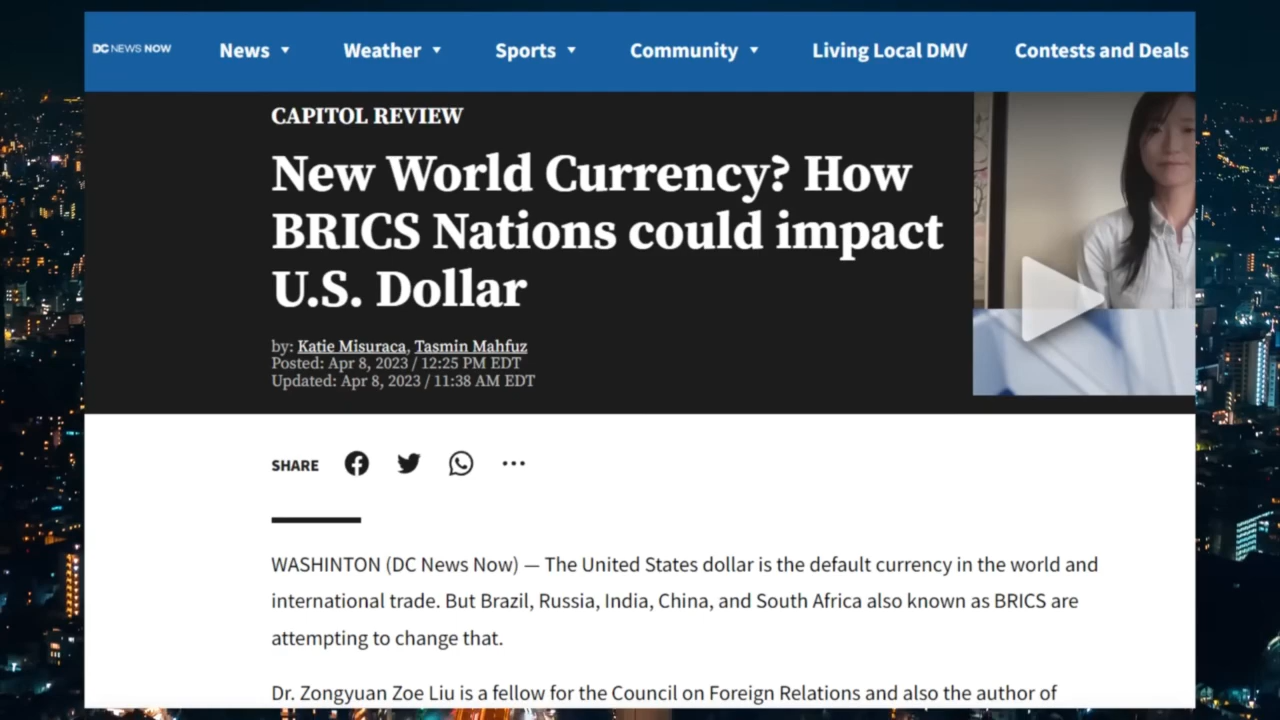 DC NEWS NOW
News
Weather
Sports
Community
Living Local DMV
Contests and Deals
CAPITOL REVIEW
New World Currency? How
BRICS Nations could impact
U.S. Dollar
by: Katie Misuraca, Tasmin Mahfuz
Posted: Apr 8, 2023 / 12:25 PM EDT
Updated: Apr 8, 2023 / 11:38 AM EDT
SHARE
WASHINTON (DC News Now) — The United States dollar is the default currency in the world and
international trade. But Brazil, Russia, India, China, and South Africa also known as BRICS are
attempting to change that.
Dr. Zongyuan Zoe Liu is a fellow for the Council on Foreign Relations and also the author of